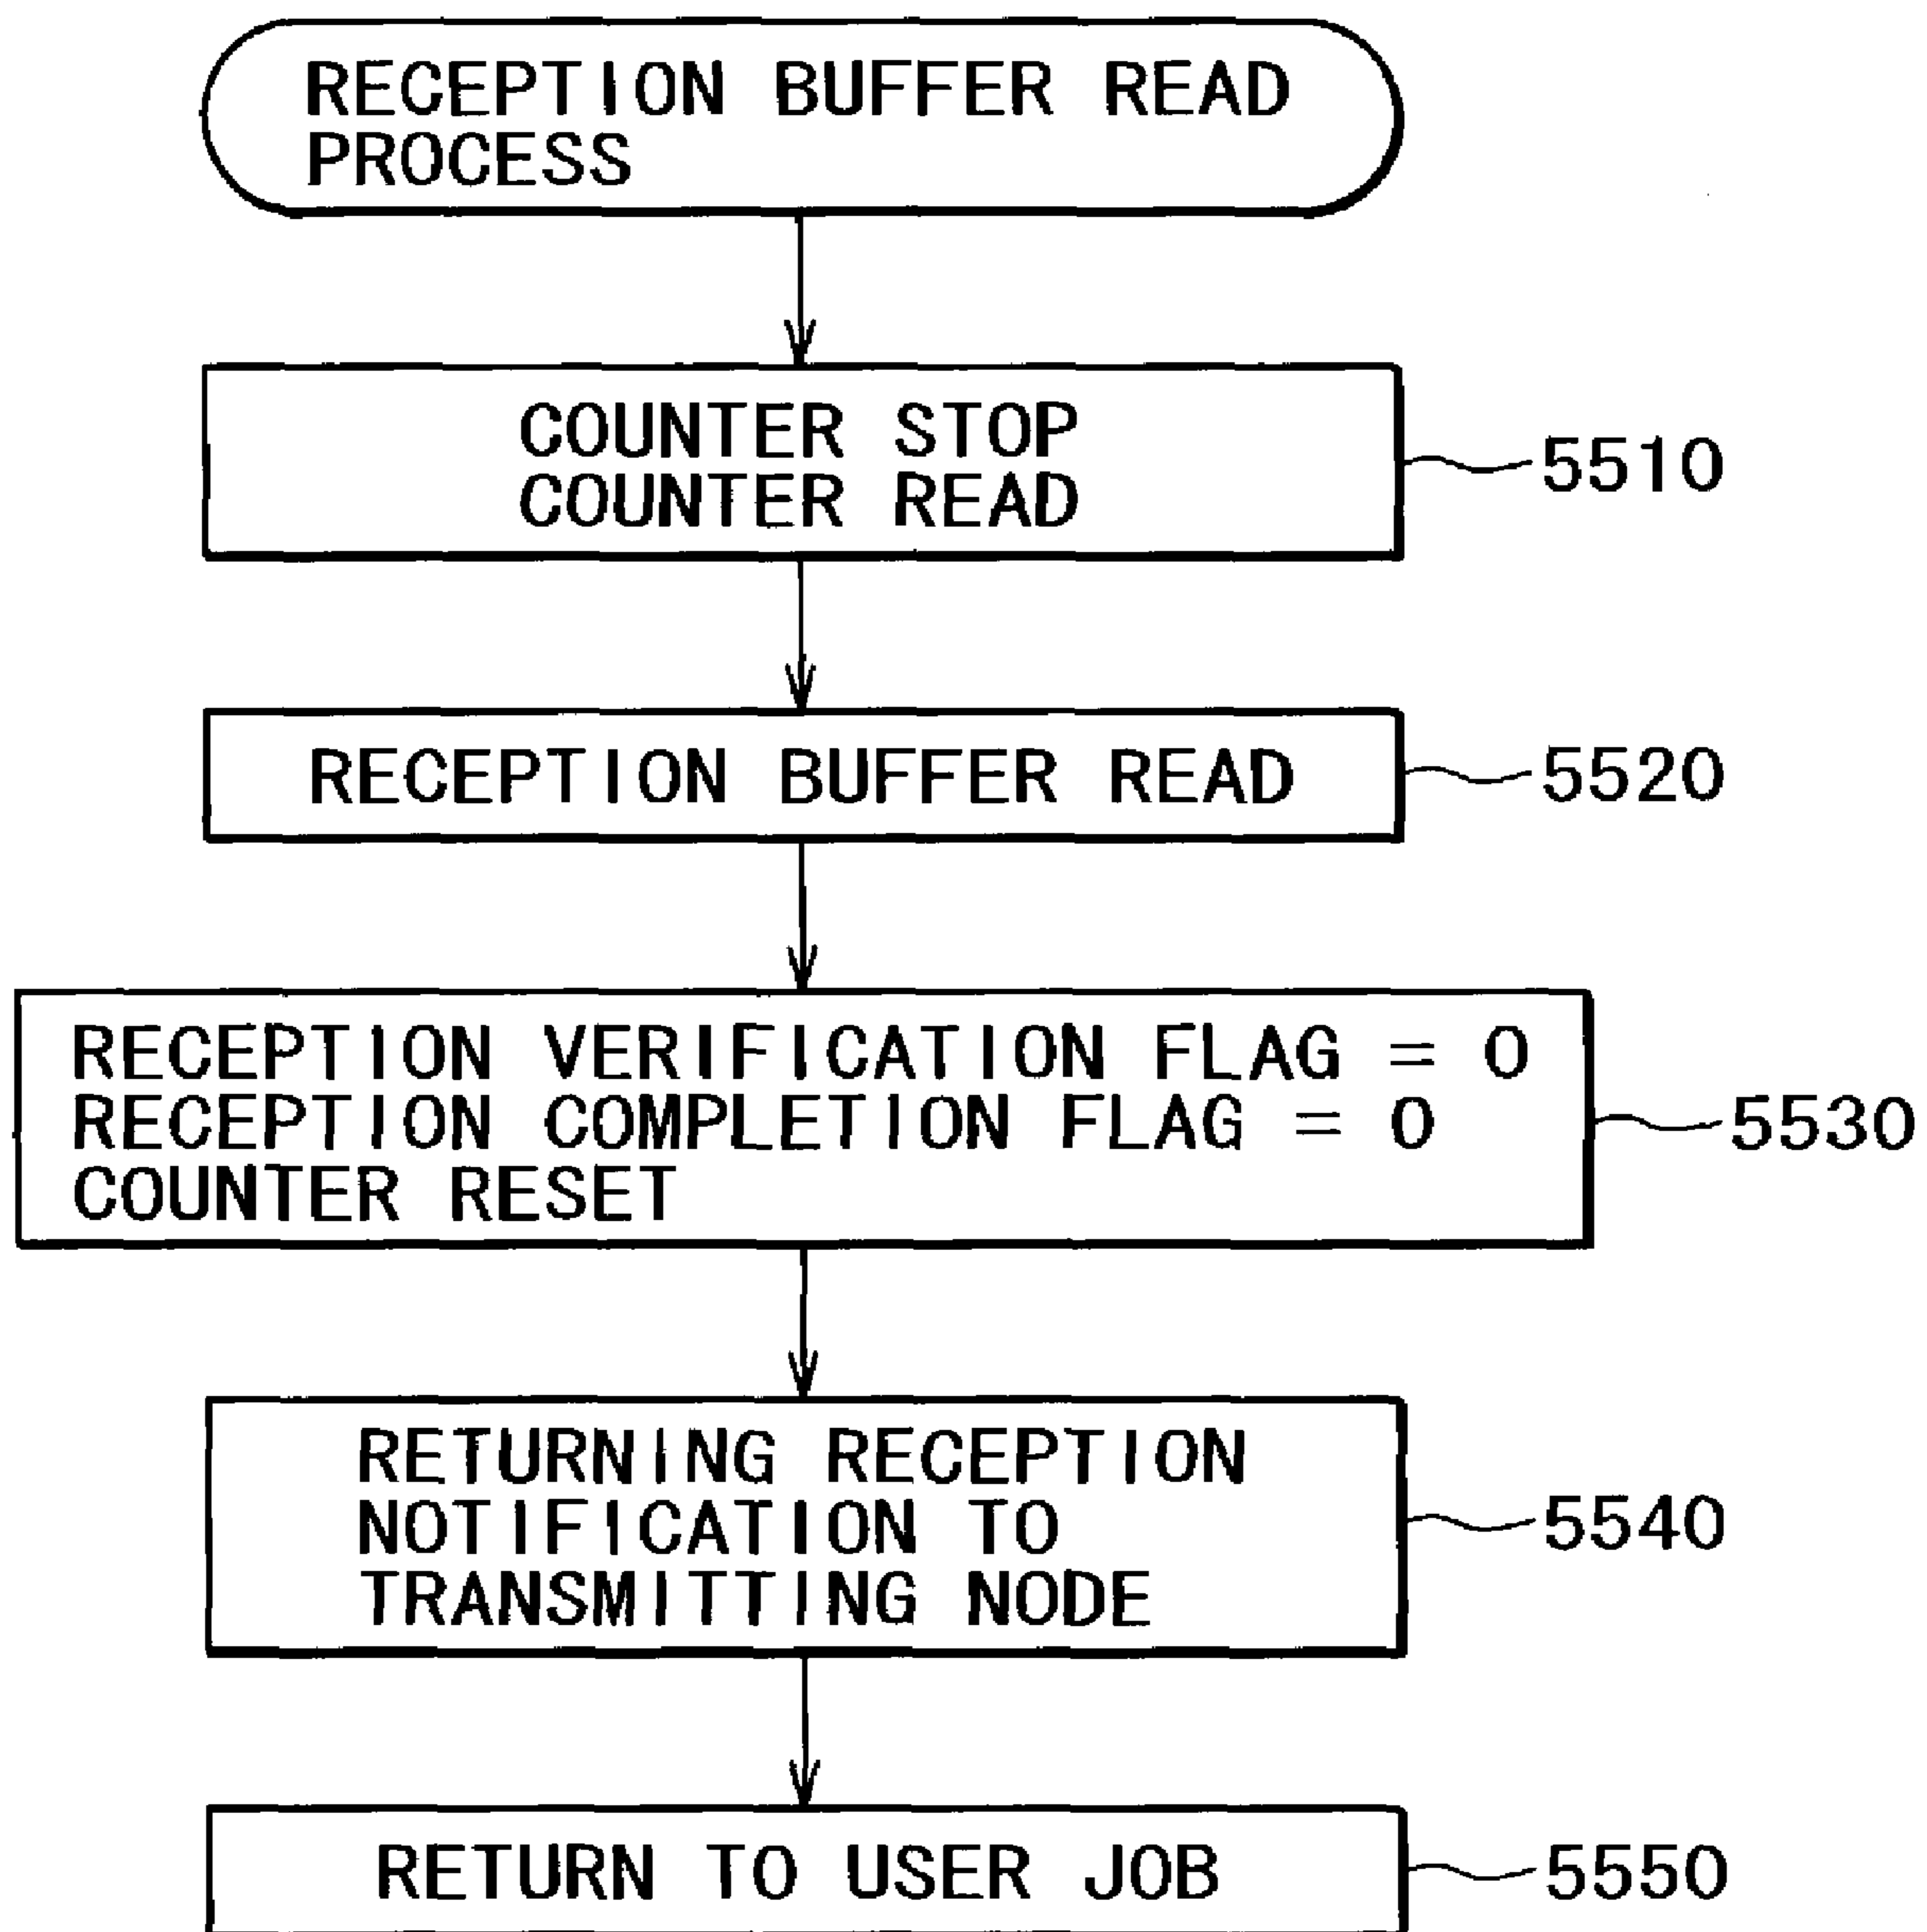 RECEPTION BUFFER READ
PROCESS
COUNTER STOP
COUNTER READ
5510
RECEPTION BUFFER READ
5520
RECEPTION VERIFICATION FLAG = 0
RECEPTION COMPLETION FLAG = 0
COUNTER RESET
5530
RETURNING RECEPTION
NOTIFICATION TO
TRANSMITTING NODE
5540
RETURN TO USER JOB
5550